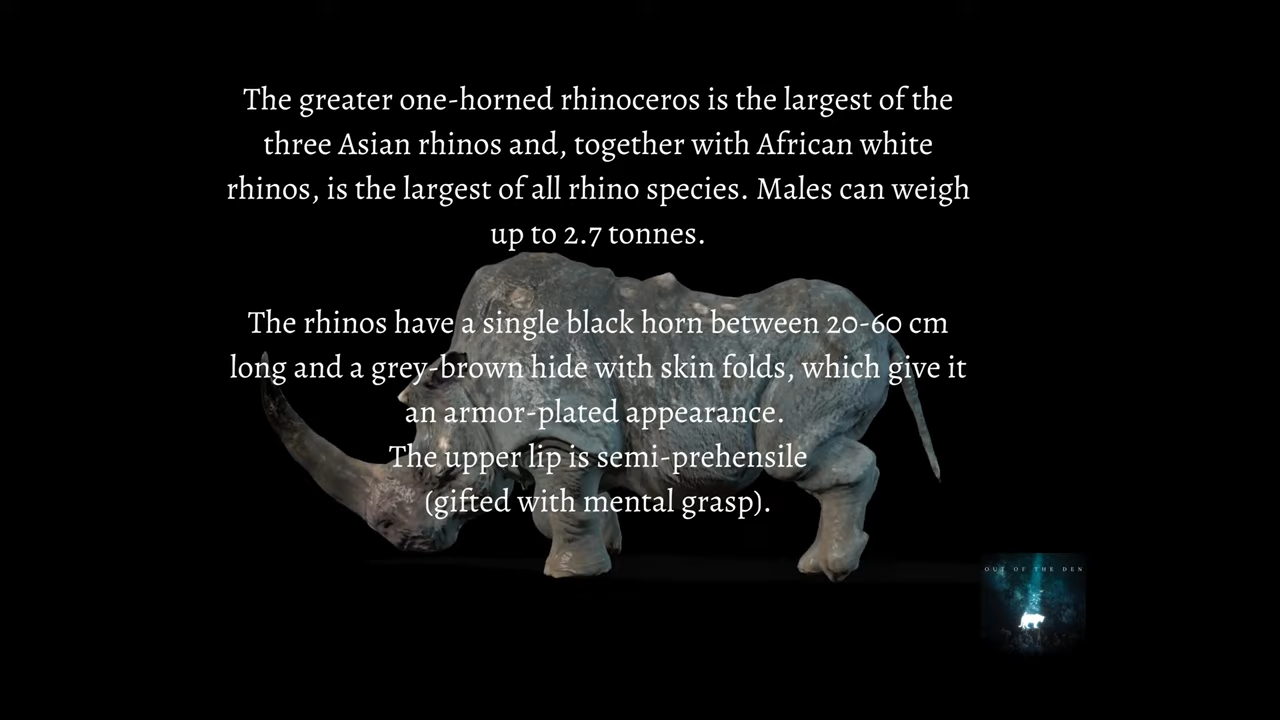 The greater one-horned rhinoceros is the largest of the
three Asian rhinos and, together with African white
rhinos, is the largest of all rhino species. Males can weigh
up to 2.7 tonnes.
The rhinos have a single black horn between 20-60 cm
long and a grey-brown hide with skin folds, which give it
an armor-plated appearance.
The upper lip is semi-prehensile
(gifted with mental grasp).
OUT OF THE DEN